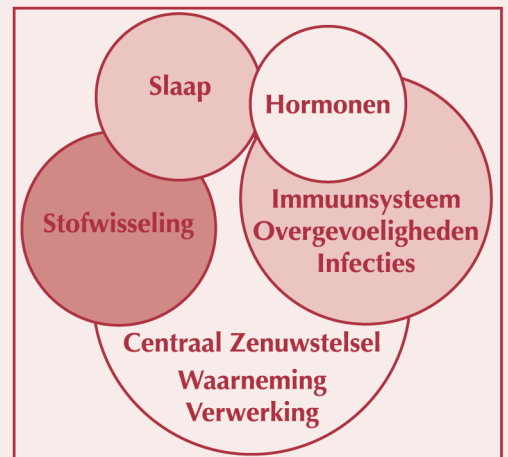 Slaap
Hormonen
Stofwisseling
Immuunsysteem
Overgevoeligheden
Infecties
Centraal Zenuwstelsel
Waarneming
Verwerking